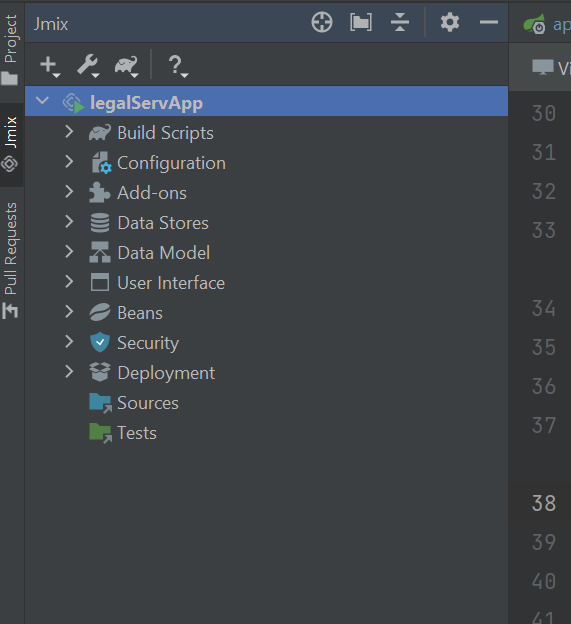 Project
Jmix
Pull Requests
Jmix
legalServApp
Build Scripts
Configuration
Add-ons
Data Stores
Data Model
User Interface
Beans
Security
Deployment
Sources
Tests
ap
Vi
30
31
32
33
34
35
36
37
38
39
40
41